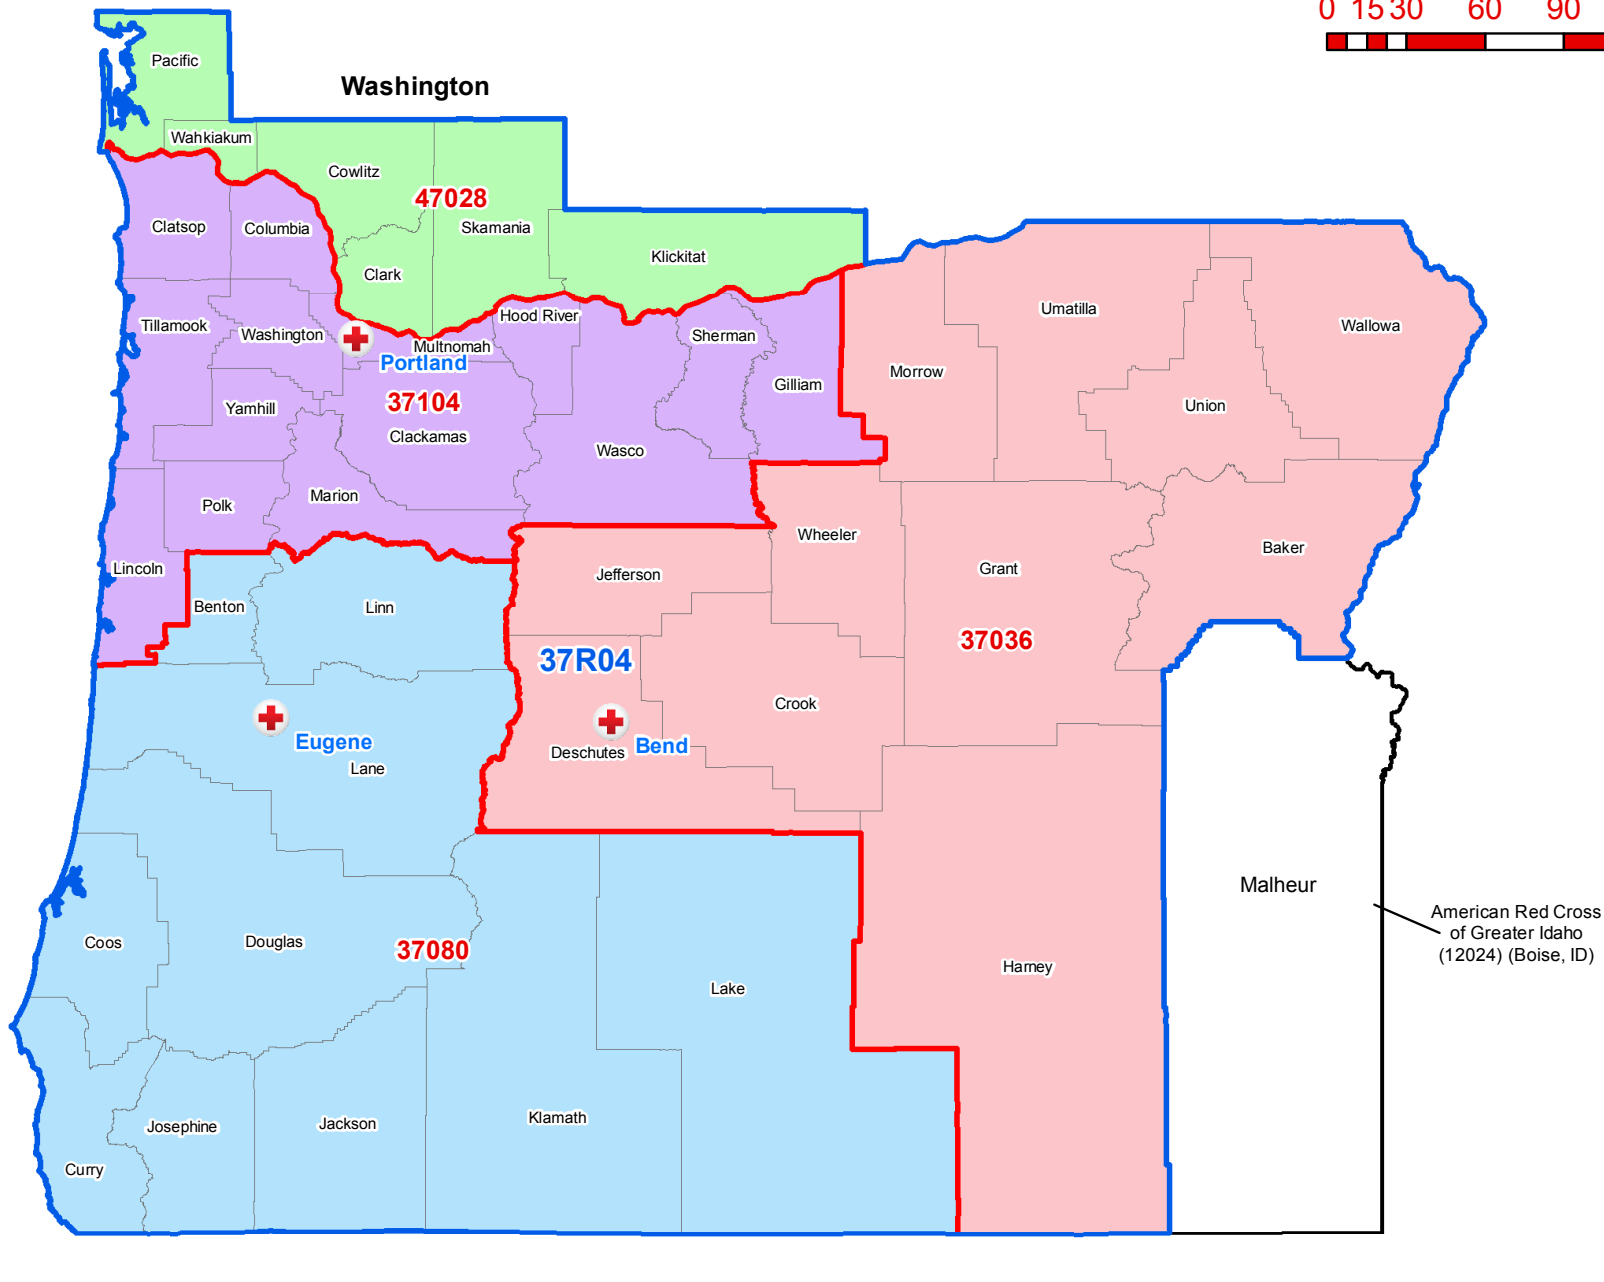 0 15 30 60 90
Pacific
Washington
Wahkiakum
Cowlitz
47028
Skamania
Clatsop
Columbia
Klickitat
Clark
Umatilla
Hood River
Tillamook
Washington
Sherman
Wallowa
Multnomah
Portland
Morrow
Gilliam
37104
Yamhill
Union
Clackamas
Wasco
Marion
Polk
Wheeler
Baker
Lincoln
Jefferson
Grant
Benton
Linn
37036
37R04
Crook
Eugene
Bend
Deschutes
Lane
Malheur
American Red Cross
of Greater Idaho
(12024) (Boise, ID)
Coos
Douglas
37080
Harney
Lake
Klamath
Jackson
Josephine
Curry